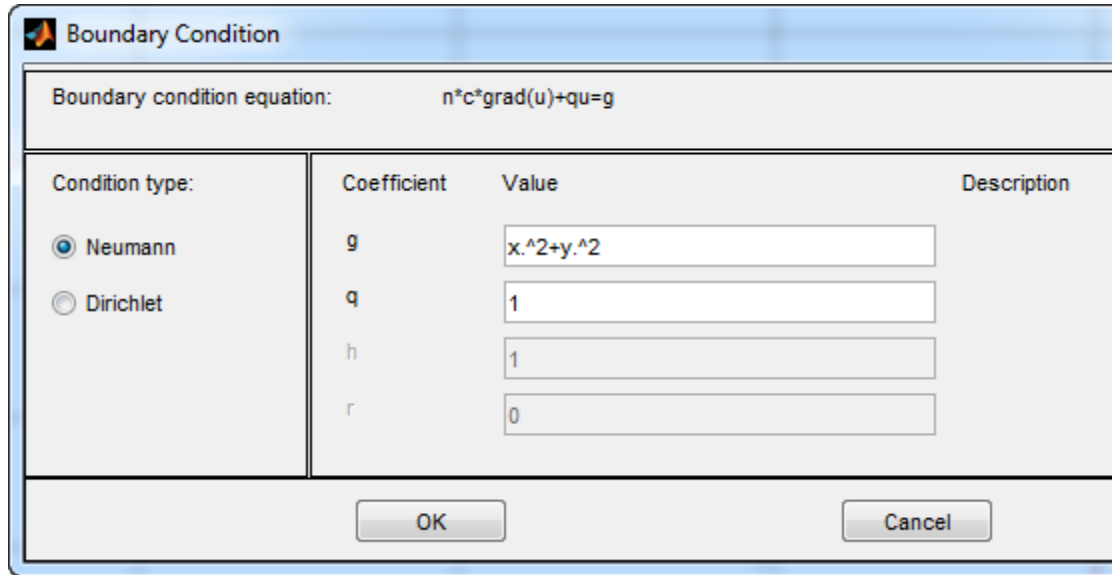 Boundary Condition
Boundary condition equation: n*c*grad(u)+qu=g
Condition type:
Neumann
Dirichlet
Coefficient Value Description
g x.^2+y.^2
q 1
h 1
r 0
OK Cancel